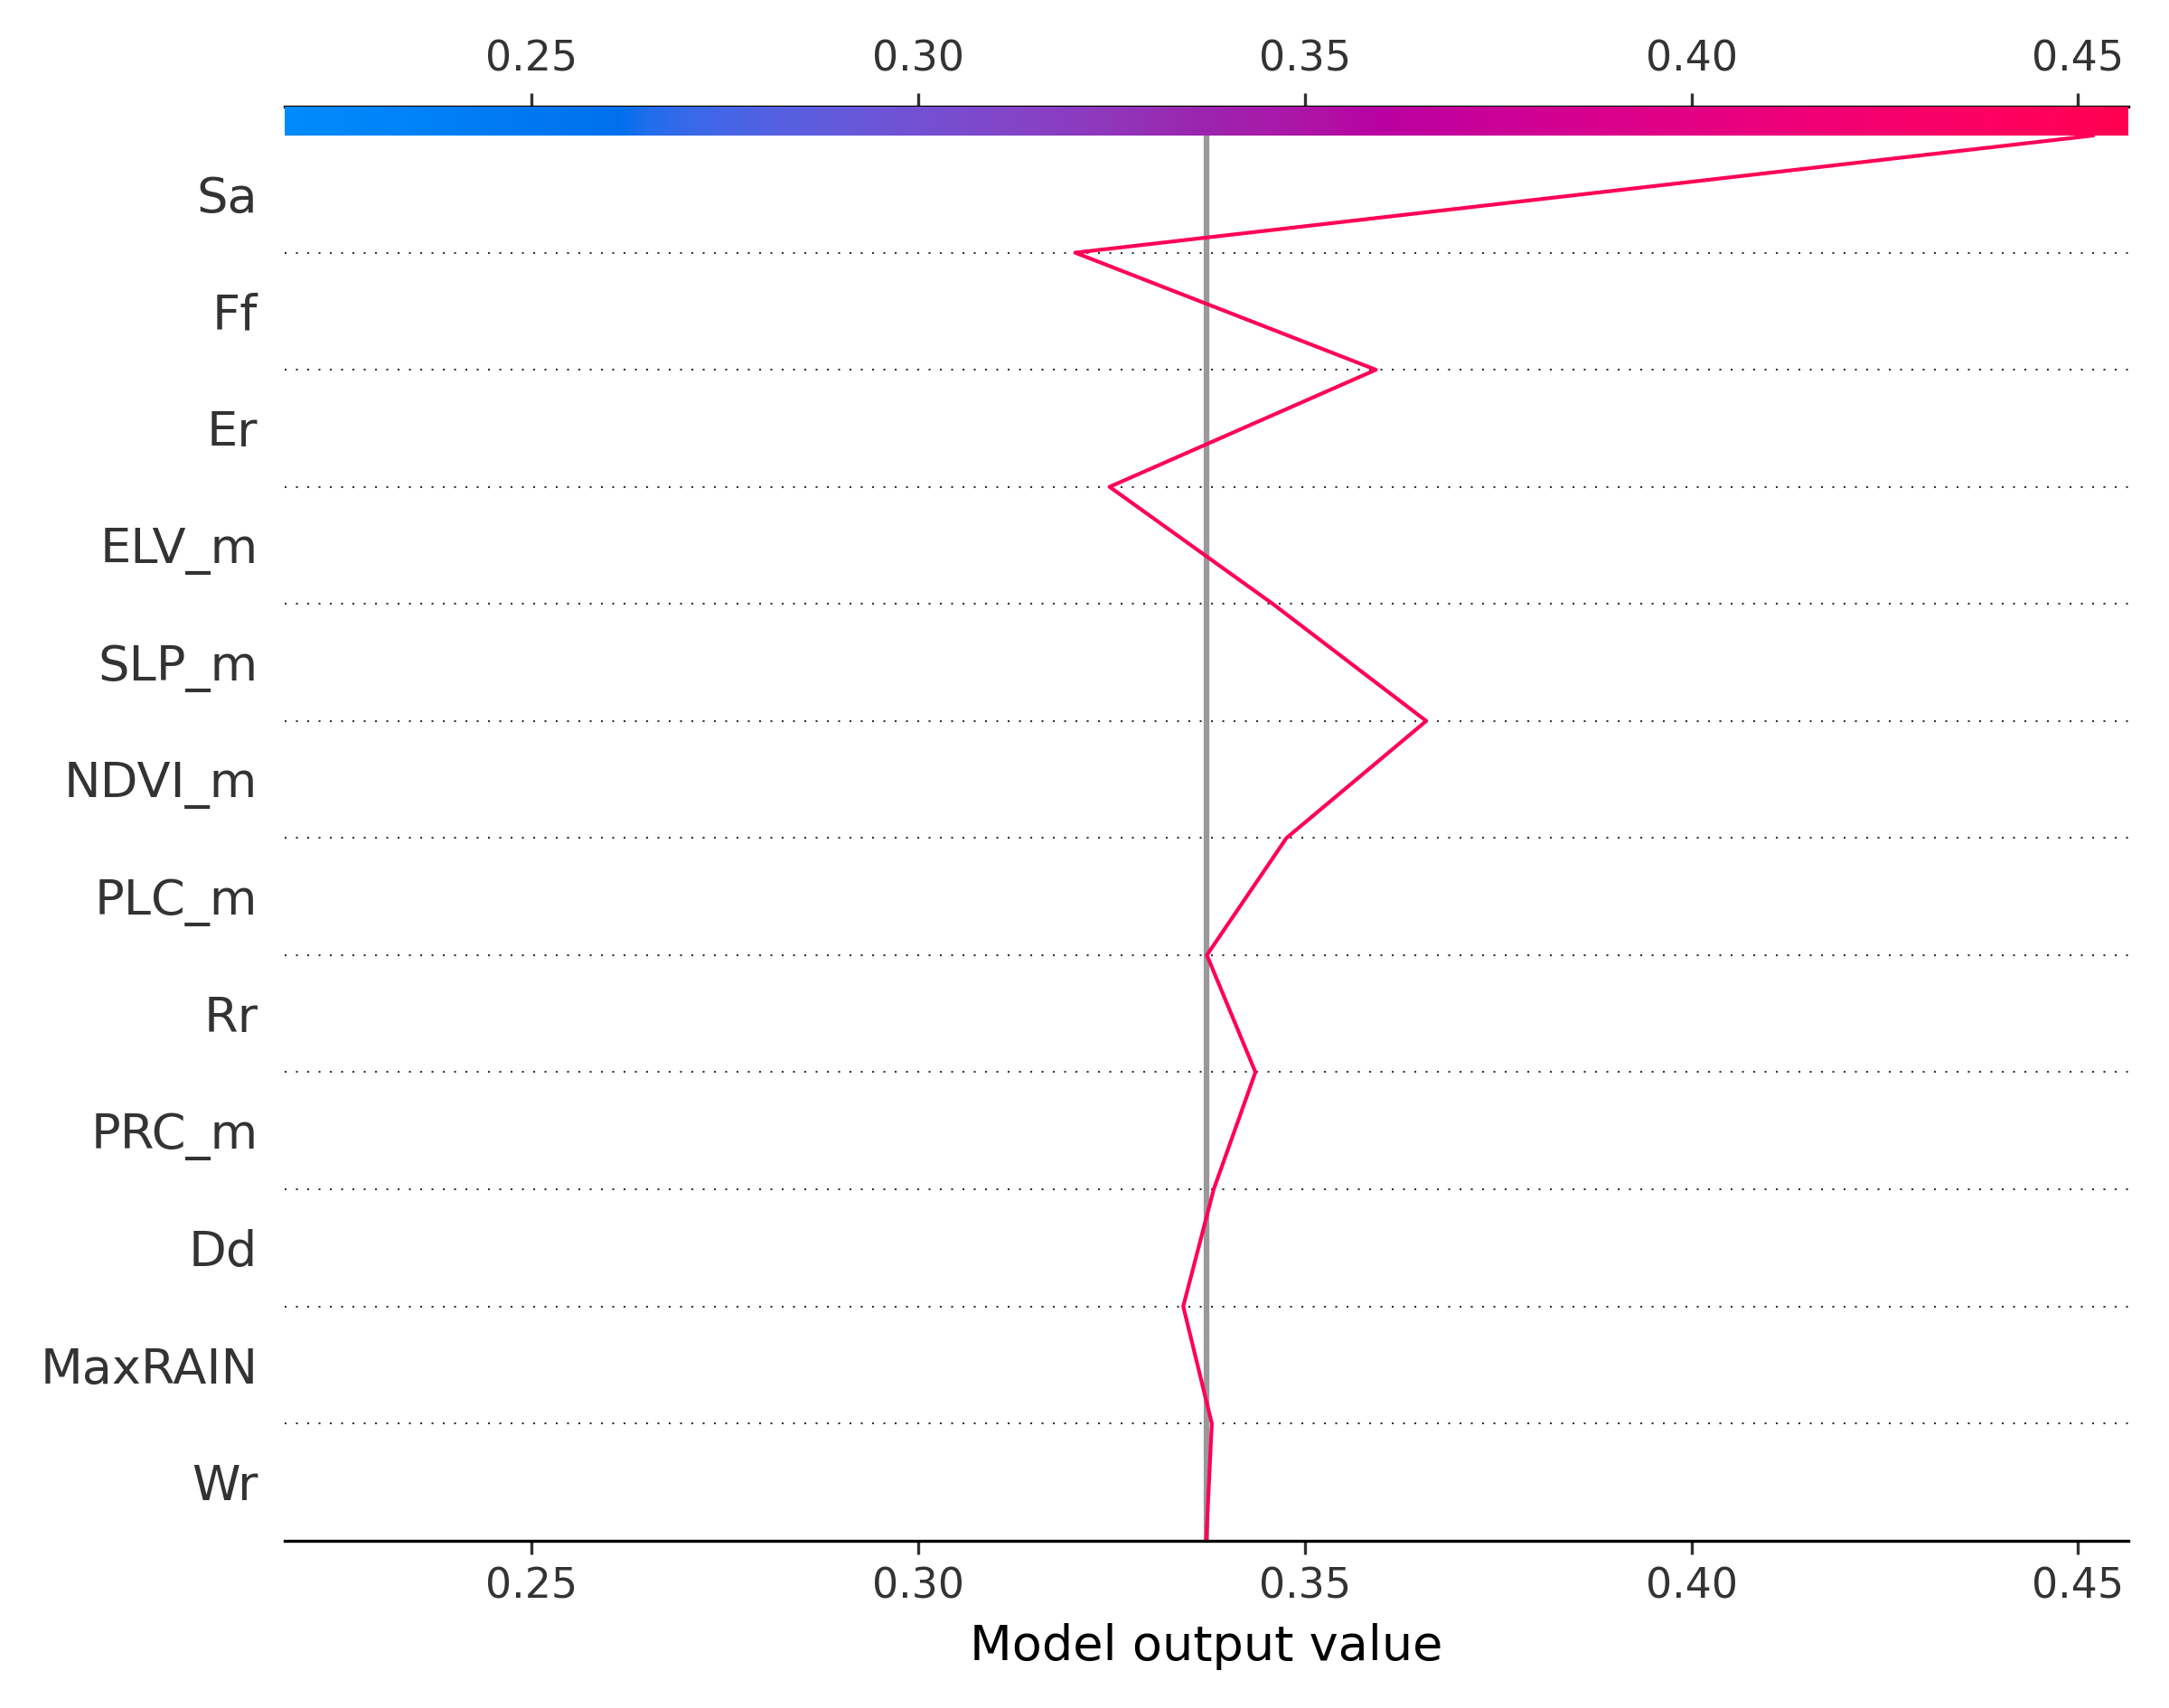 0.25 0.30 0.35 0.40 0.45
Sa
Ff
Er
ELV_m
SLP_m
NDVI_m
PLC_m
Rr
PRC_m
Dd
MaxRAIN
Wr
0.25 0.30 0.35 0.40 0.45
Model output value